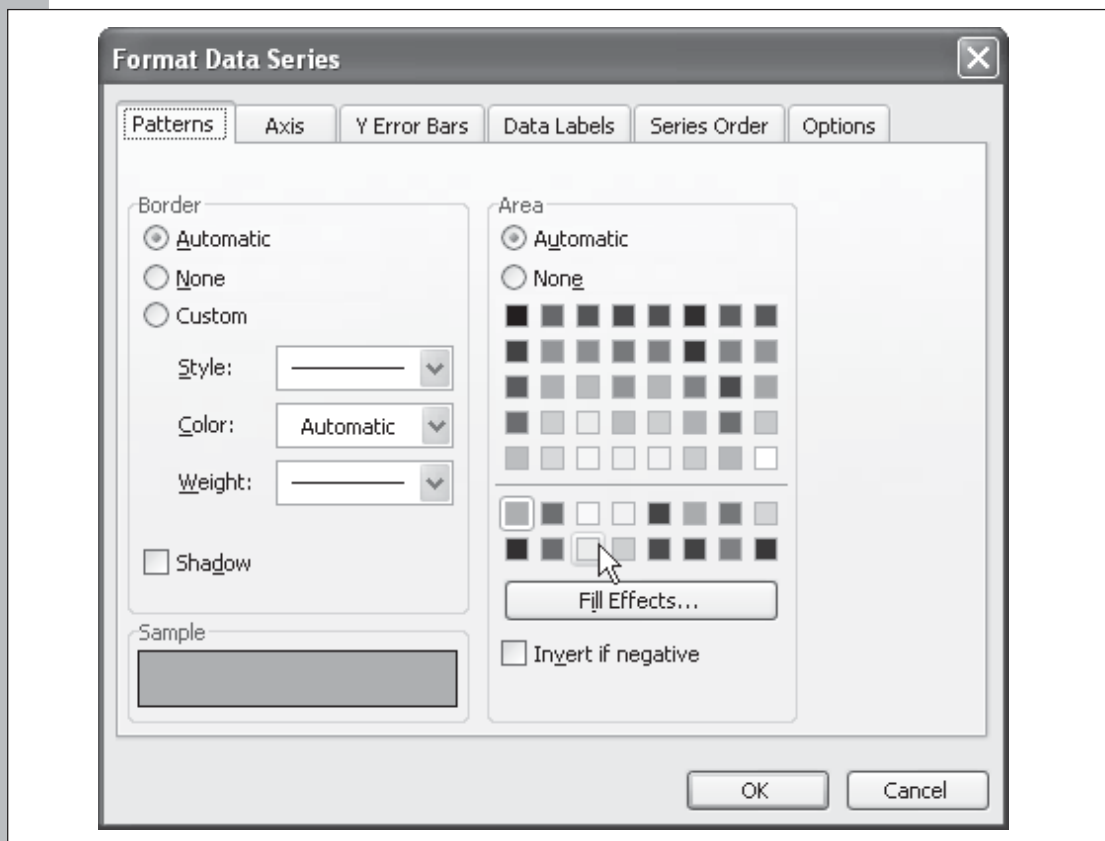 Format Data Series
Patterns Axis Y Error Bars Data Labels Series Order Options
Border
Automatic
None
Custom
Style:
Color: Automatic
Weight:
Shadow
Sample
Area
Automatic
None
Fill Effects...
Invert if negative
OK Cancel